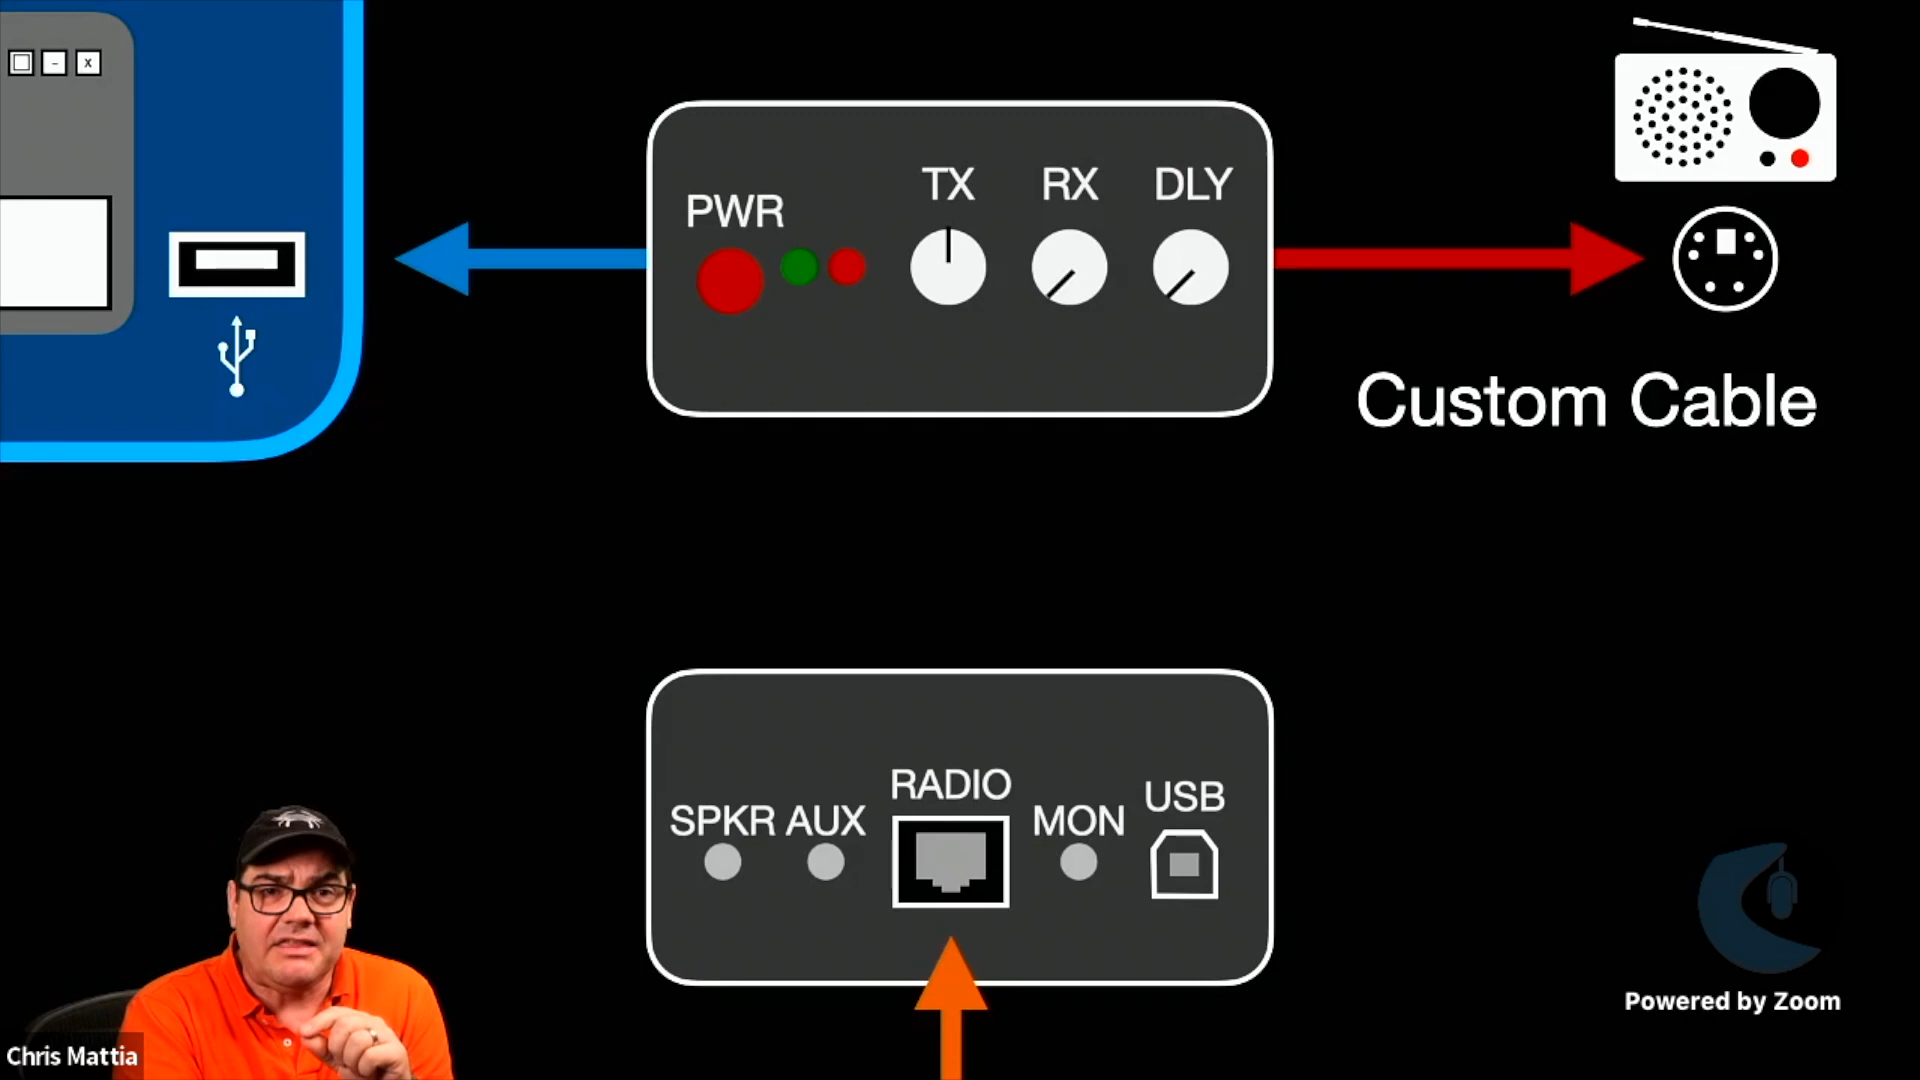 x
PWR
TX
RX
DLY
Custom Cable
SPKR
AUX
RADIO
MON
USB
Powered by Zoom
Chris Mattia